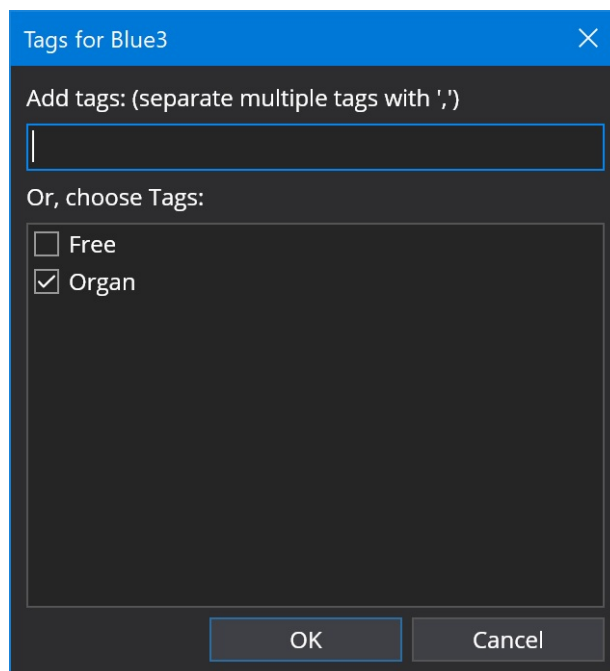 Tags for Blue3
Add tags: (separate multiple tags with ',')
Or, choose Tags:
Free
Organ
OK
Cancel